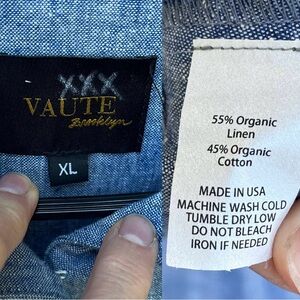 XXX
VAUTE
Brooklyn
XL
55% Organic
Linen
45% Organic
Cotton
MADE IN USA
MACHINE WASH COLD
TUMBLE DRY LOW
DO NOT BLEACH
IRON IF NEEDED